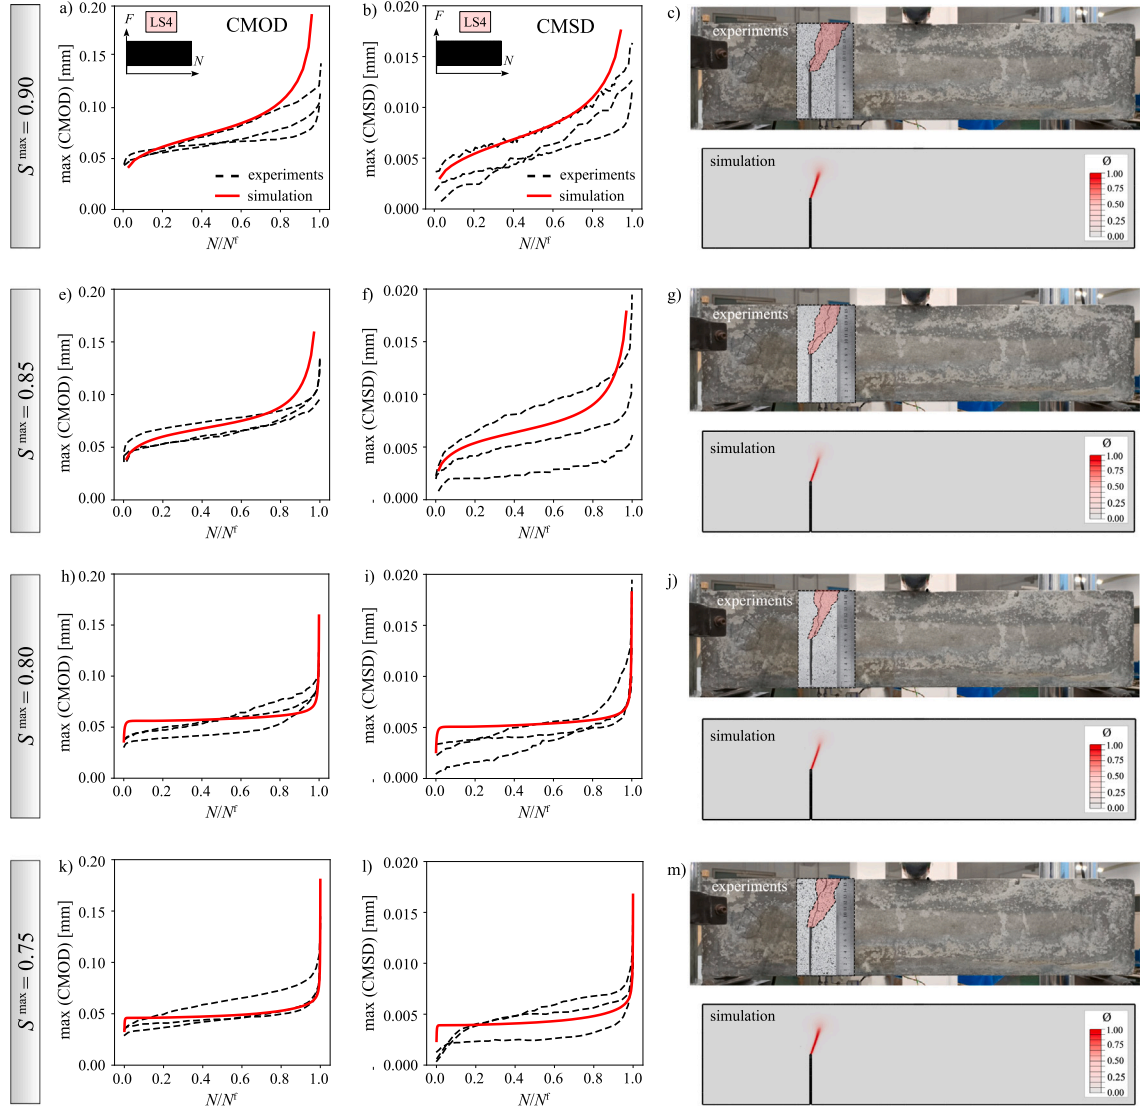 S max = 0.90
a)
0.20
0.15
0.10
0.05
0.00
max (CMOD) [mm]
F
LS4
N
CMOD
experiments
simulation
0.0 0.2 0.4 0.6 0.8 1.0
N/Nf
b)
0.020
0.015
0.010
0.005
0.000
max (CMSD) [mm]
F
LS4
N
CMSD
experiments
simulation
0.0 0.2 0.4 0.6 0.8 1.0
N/Nf
c)
experiments
simulation
Ø
1.00
0.75
0.50
0.25
0.00
S max = 0.85
e)
0.20
0.15
0.10
0.05
0.00
max (CMOD) [mm]
0.0 0.2 0.4 0.6 0.8 1.0
N/Nf
f)
0.020
0.015
0.010
0.005
0.000
max (CMSD) [mm]
0.0 0.2 0.4 0.6 0.8 1.0
N/Nf
g)
experiments
simulation
Ø
1.00
0.75
0.50
0.25
0.00
S max = 0.80
h)
0.20
0.15
0.10
0.05
0.00
max (CMOD) [mm]
0.0 0.2 0.4 0.6 0.8 1.0
N/Nf
i)
0.020
0.015
0.010
0.005
0.000
max (CMSD) [mm]
0.0 0.2 0.4 0.6 0.8 1.0
N/Nf
j)
experiments
simulation
Ø
1.00
0.75
0.50
0.25
0.00
S max = 0.75
k)
0.20
0.15
0.10
0.05
0.00
max (CMOD) [mm]
0.0 0.2 0.4 0.6 0.8 1.0
N/Nf
l)
0.020
0.015
0.010
0.005
0.000
max (CMSD) [mm]
0.0 0.2 0.4 0.6 0.8 1.0
N/Nf
m)
experiments
simulation
Ø
1.00
0.75
0.50
0.25
0.00